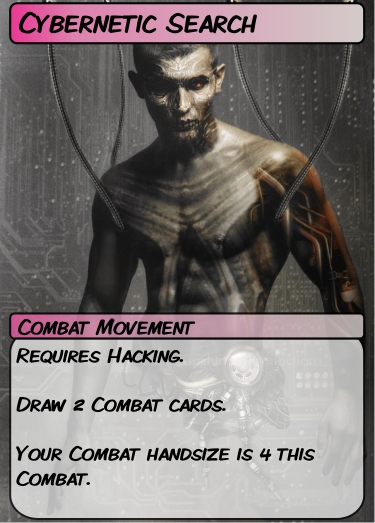 Cybernetic Search
Combat Movement
Requires Hacking.
Draw 2 Combat cards.
Your Combat handsize is 4 this
Combat.